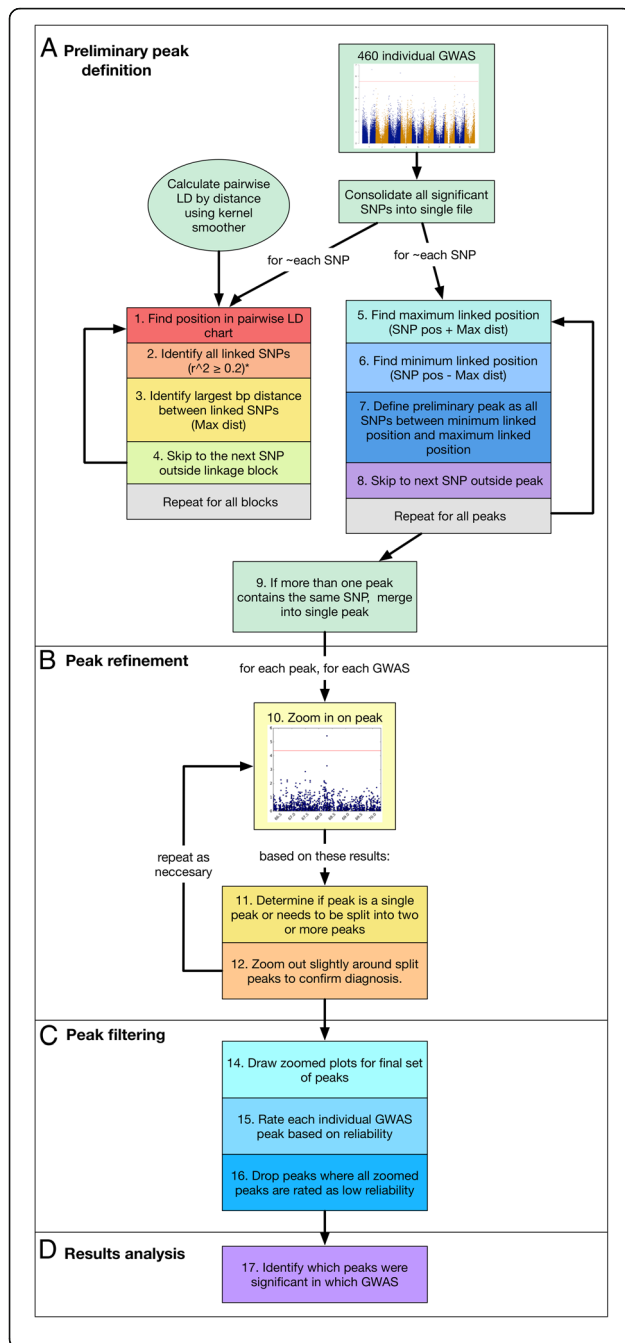 A Preliminary peak
definition
460 individual GWAS
Calculate pairwise
LD by distance
using kernel
smoother
Consolidate all significant
SNPs into single file
for ~each SNP
for ~each SNP
1. Find position in pairwise LD
chart
2. Identify all linked SNPs
(r^2 ≥ 0.2)*
3. Identify largest bp distance
between linked SNPs
(Max dist)
4. Skip to the next SNP
outside linkage block
Repeat for all blocks
5. Find maximum linked position
(SNP pos + Max dist)
6. Find minimum linked position
(SNP pos - Max dist)
7. Define preliminary peak as all
SNPs between minimum linked
position and maximum linked
position
8. Skip to next SNP outside peak
Repeat for all peaks
9. If more than one peak
contains the same SNP, merge
into single peak
B Peak refinement
for each peak, for each GWAS
10. Zoom in on peak
repeat as
neccesary
based on these results:
11. Determine if peak is a single
peak or needs to be split into two
or more peaks
12. Zoom out slightly around split
peaks to confirm diagnosis.
C Peak filtering
14. Draw zoomed plots for final set
of peaks
15. Rate each individual GWAS
peak based on reliability
16. Drop peaks where all zoomed
peaks are rated as low reliability
D Results analysis
17. Identify which peaks were
significant in which GWAS